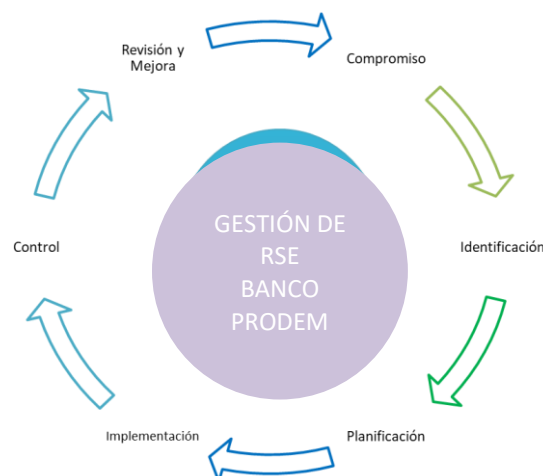 Revisión y
Mejora
Compromiso
Control
GESTIÓN DE
RSE
BANCO
PRODEM
Identificación
Implementación
Planificación